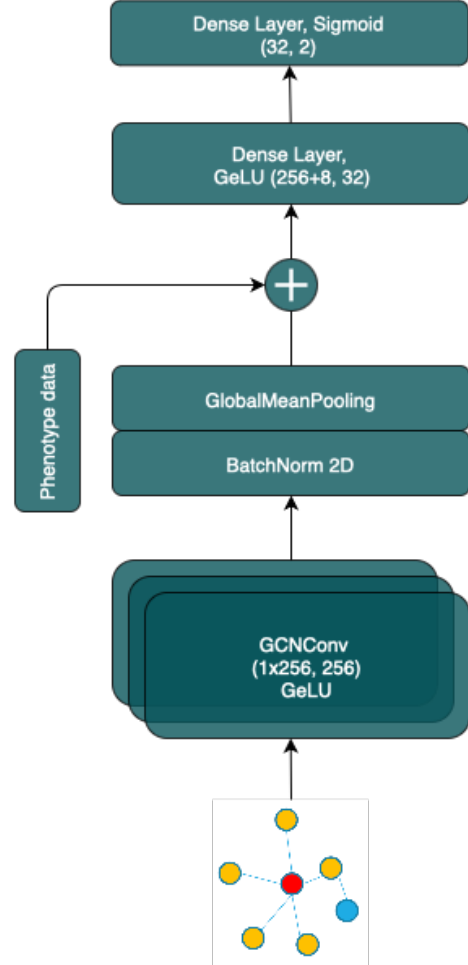 Dense Layer, Sigmoid
(32, 2)
Dense Layer,
GeLU (256+8, 32)
Phenotype data
GlobalMeanPooling
BatchNorm 2D
GCNConv
(1x256, 256)
GeLU